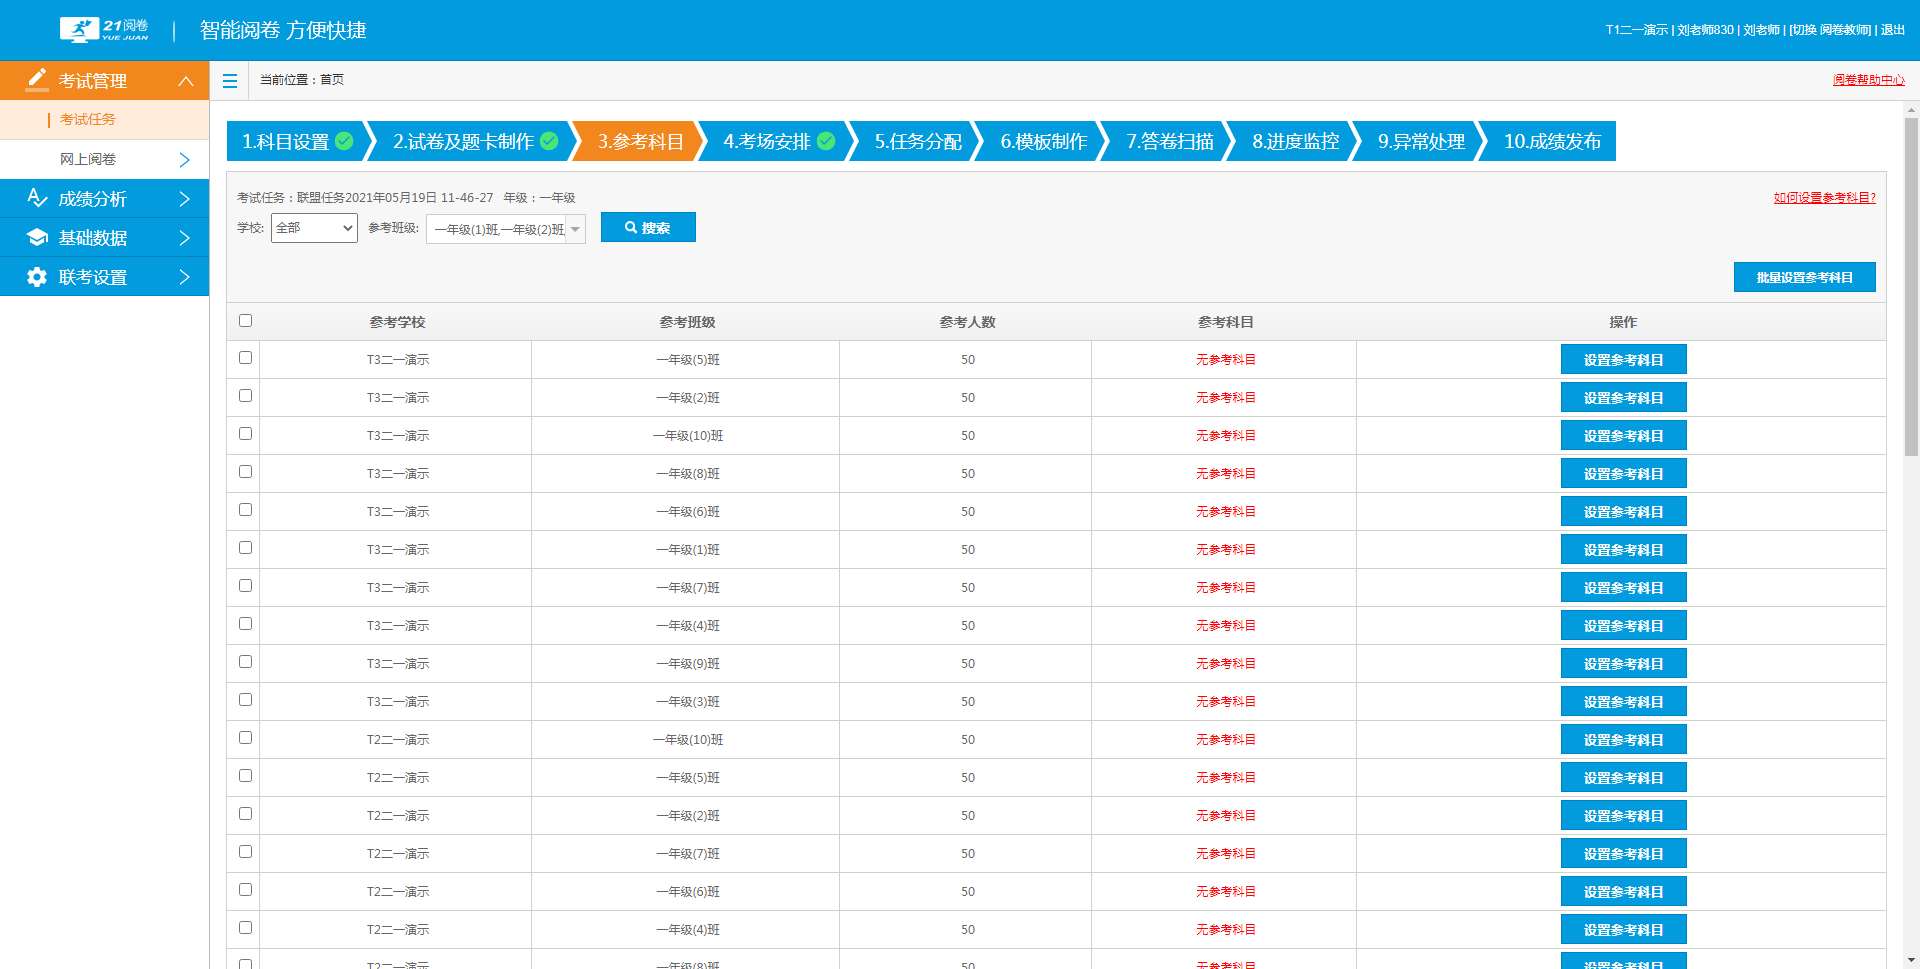 21阅卷
YUE JUAN
智能阅卷 方便快捷
T1二一演示 | 刘老师830 | 刘老师 | [切换 阅卷教师] | 退出
考试管理
当前位置：首页
阅卷帮助中心
考试任务
网上阅卷
成绩分析
基础数据
联考设置
1.科目设置 2.试卷及题卡制作 3.参考科目 4.考场安排 5.任务分配 6.模板制作 7.答卷扫描 8.进度监控 9.异常处理 10.成绩发布
考试任务：联盟任务2021年05月19日 11-46-27 年级：一年级
如何设置参考科目?
学校: 全部 参考班级: 一年级(1)班,一年级(2)班 搜索
批量设置参考科目
参考学校 参考班级 参考人数 参考科目 操作
T3二一演示 一年级(5)班 50 无参考科目 设置参考科目
T3二一演示 一年级(2)班 50 无参考科目 设置参考科目
T3二一演示 一年级(10)班 50 无参考科目 设置参考科目
T3二一演示 一年级(8)班 50 无参考科目 设置参考科目
T3二一演示 一年级(6)班 50 无参考科目 设置参考科目
T3二一演示 一年级(1)班 50 无参考科目 设置参考科目
T3二一演示 一年级(7)班 50 无参考科目 设置参考科目
T3二一演示 一年级(4)班 50 无参考科目 设置参考科目
T3二一演示 一年级(9)班 50 无参考科目 设置参考科目
T3二一演示 一年级(3)班 50 无参考科目 设置参考科目
T2二一演示 一年级(10)班 50 无参考科目 设置参考科目
T2二一演示 一年级(5)班 50 无参考科目 设置参考科目
T2二一演示 一年级(2)班 50 无参考科目 设置参考科目
T2二一演示 一年级(7)班 50 无参考科目 设置参考科目
T2二一演示 一年级(6)班 50 无参考科目 设置参考科目
T2二一演示 一年级(4)班 50 无参考科目 设置参考科目
T2二一演示 一年级(8)班 50 无参考科目 设置参考科目